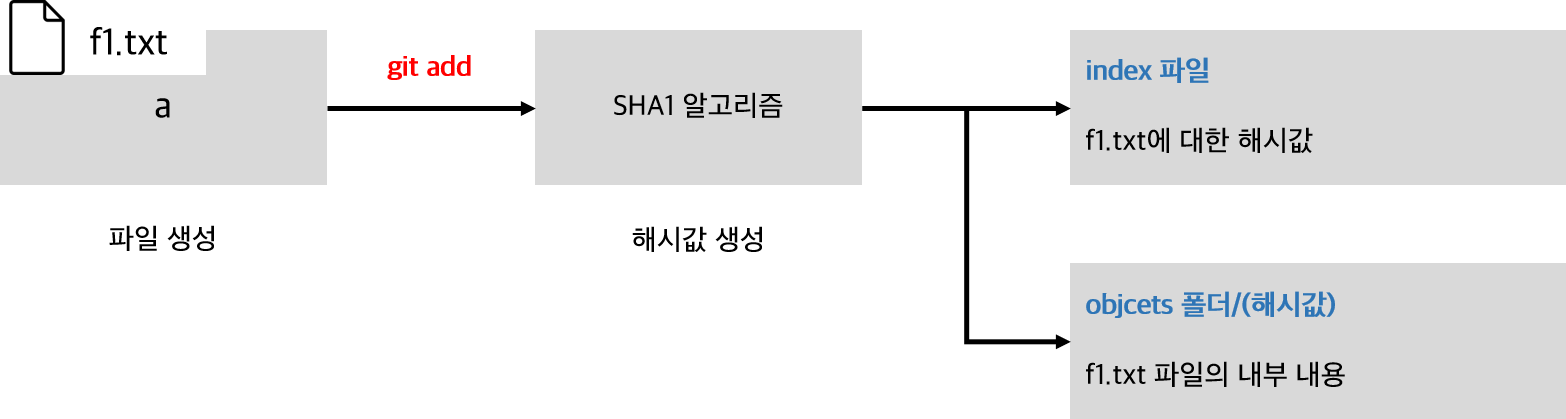 f1.txt
a
파일 생성
git add
SHA1 알고리즘
해시값 생성
index 파일
f1.txt에 대한 해시값
objcets 폴더/(해시값)
f1.txt 파일의 내부 내용